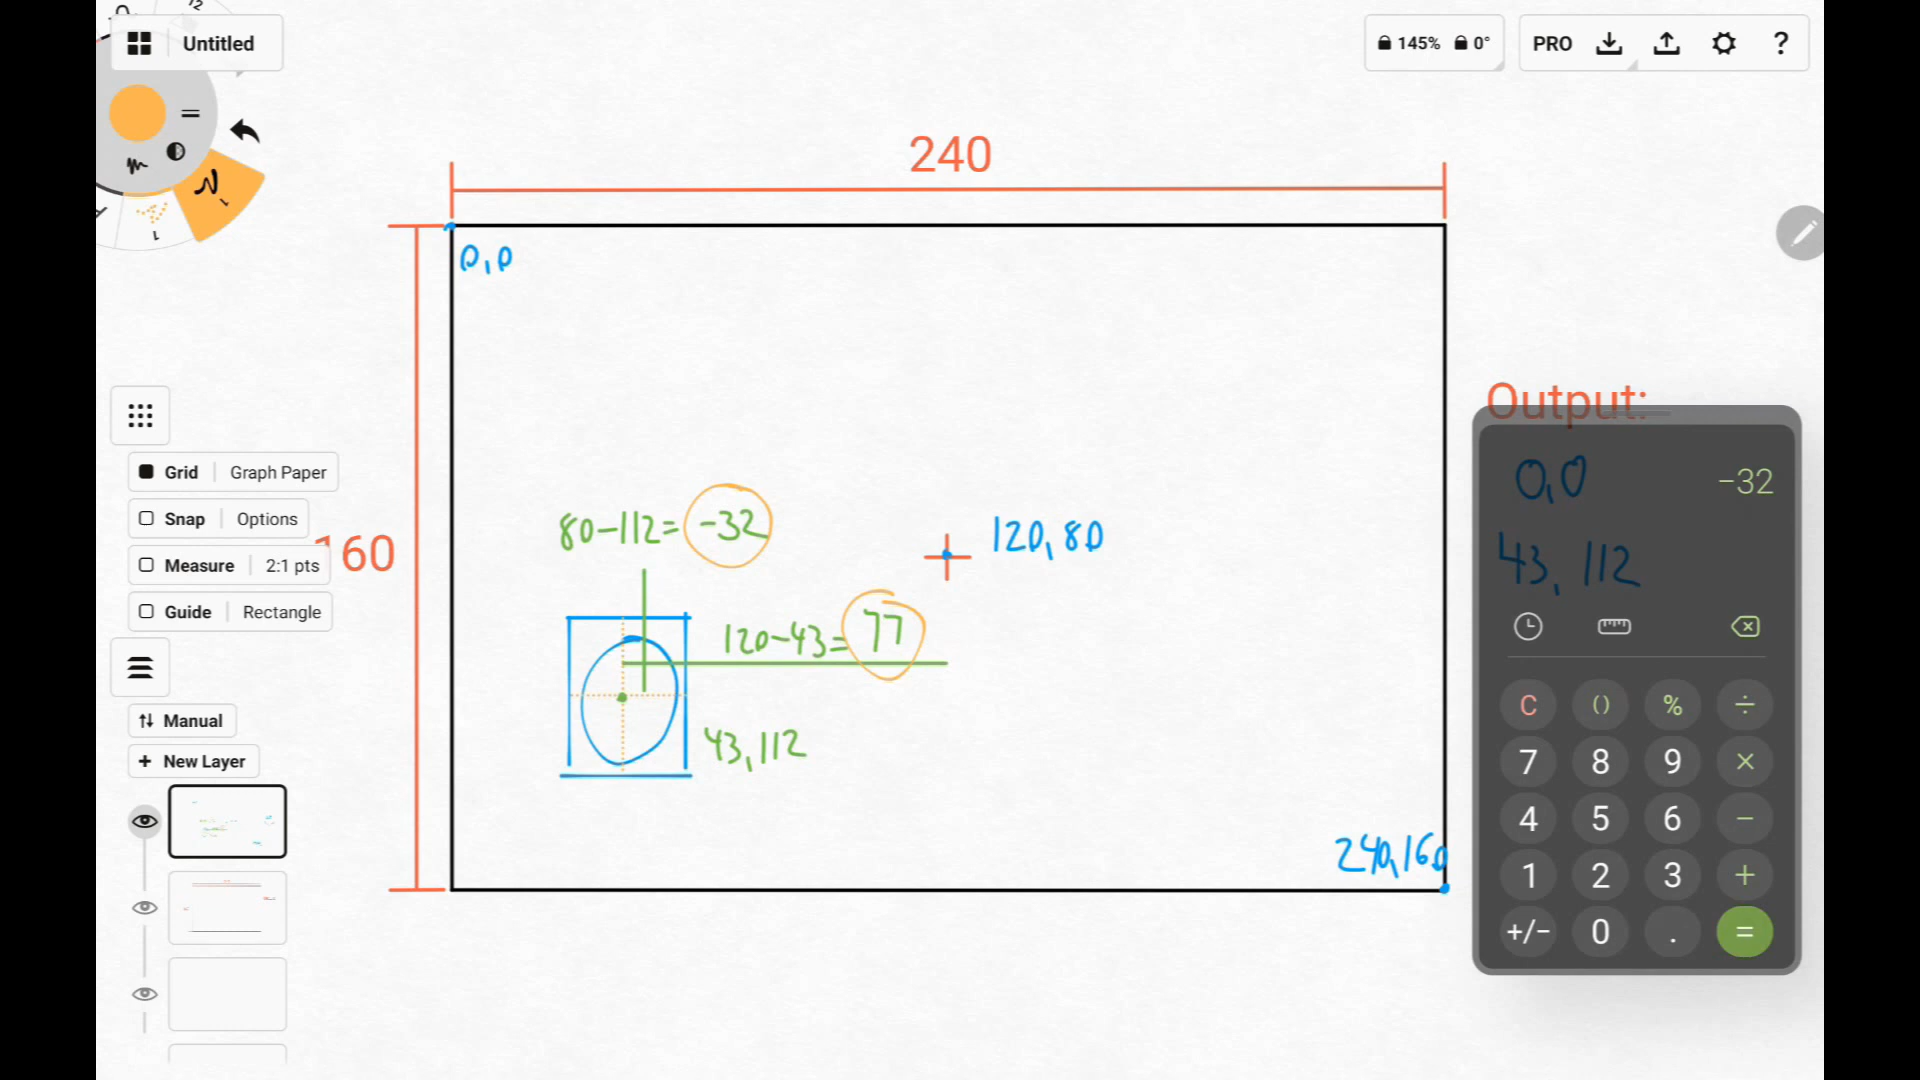 Untitled
145% 0°
PRO
?
240
0,0
Output:
0,0
-32
43, 112
Grid Graph Paper
Snap Options
Measure 2:1 pts
160
Guide Rectangle
80-112= -32
120, 80
120-43= 77
43,112
Manual
+ New Layer
240,160
C () % ÷
7 8 9 ×
4 5 6 −
1 2 3 +
+/− 0 . =